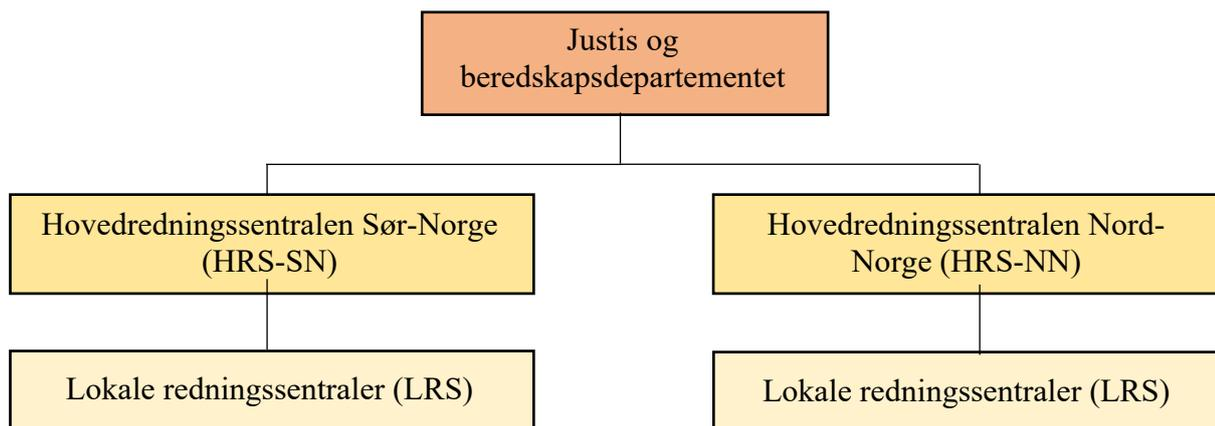 Justis og
beredskapsdepartementet
Hovedredningssentralen Sør-Norge
(HRS-SN)
Hovedredningssentralen Nord-
Norge (HRS-NN)
Lokale redningssentraler (LRS)
Lokale redningssentraler (LRS)